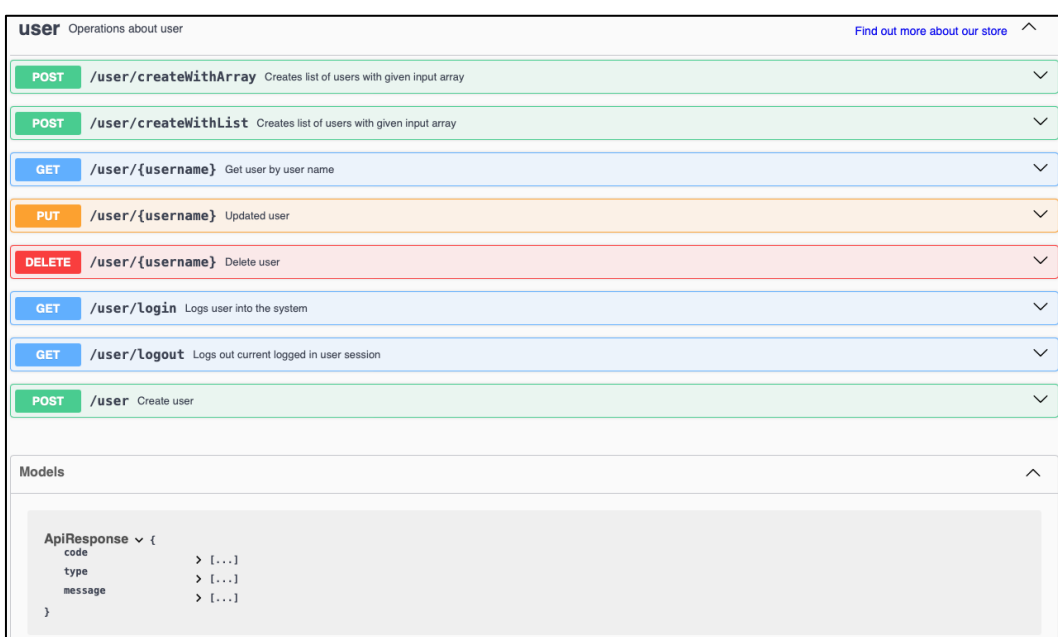 user Operations about user Find out more about our store
POST /user/createWithArray Creates list of users with given input array
POST /user/createWithList Creates list of users with given input array
GET /user/{username} Get user by user name
PUT /user/{username} Updated user
DELETE /user/{username} Delete user
GET /user/login Logs user into the system
GET /user/logout Logs out current logged in user session
POST /user Create user
Models
ApiResponse {
code [...]
type [...]
message [...]
}